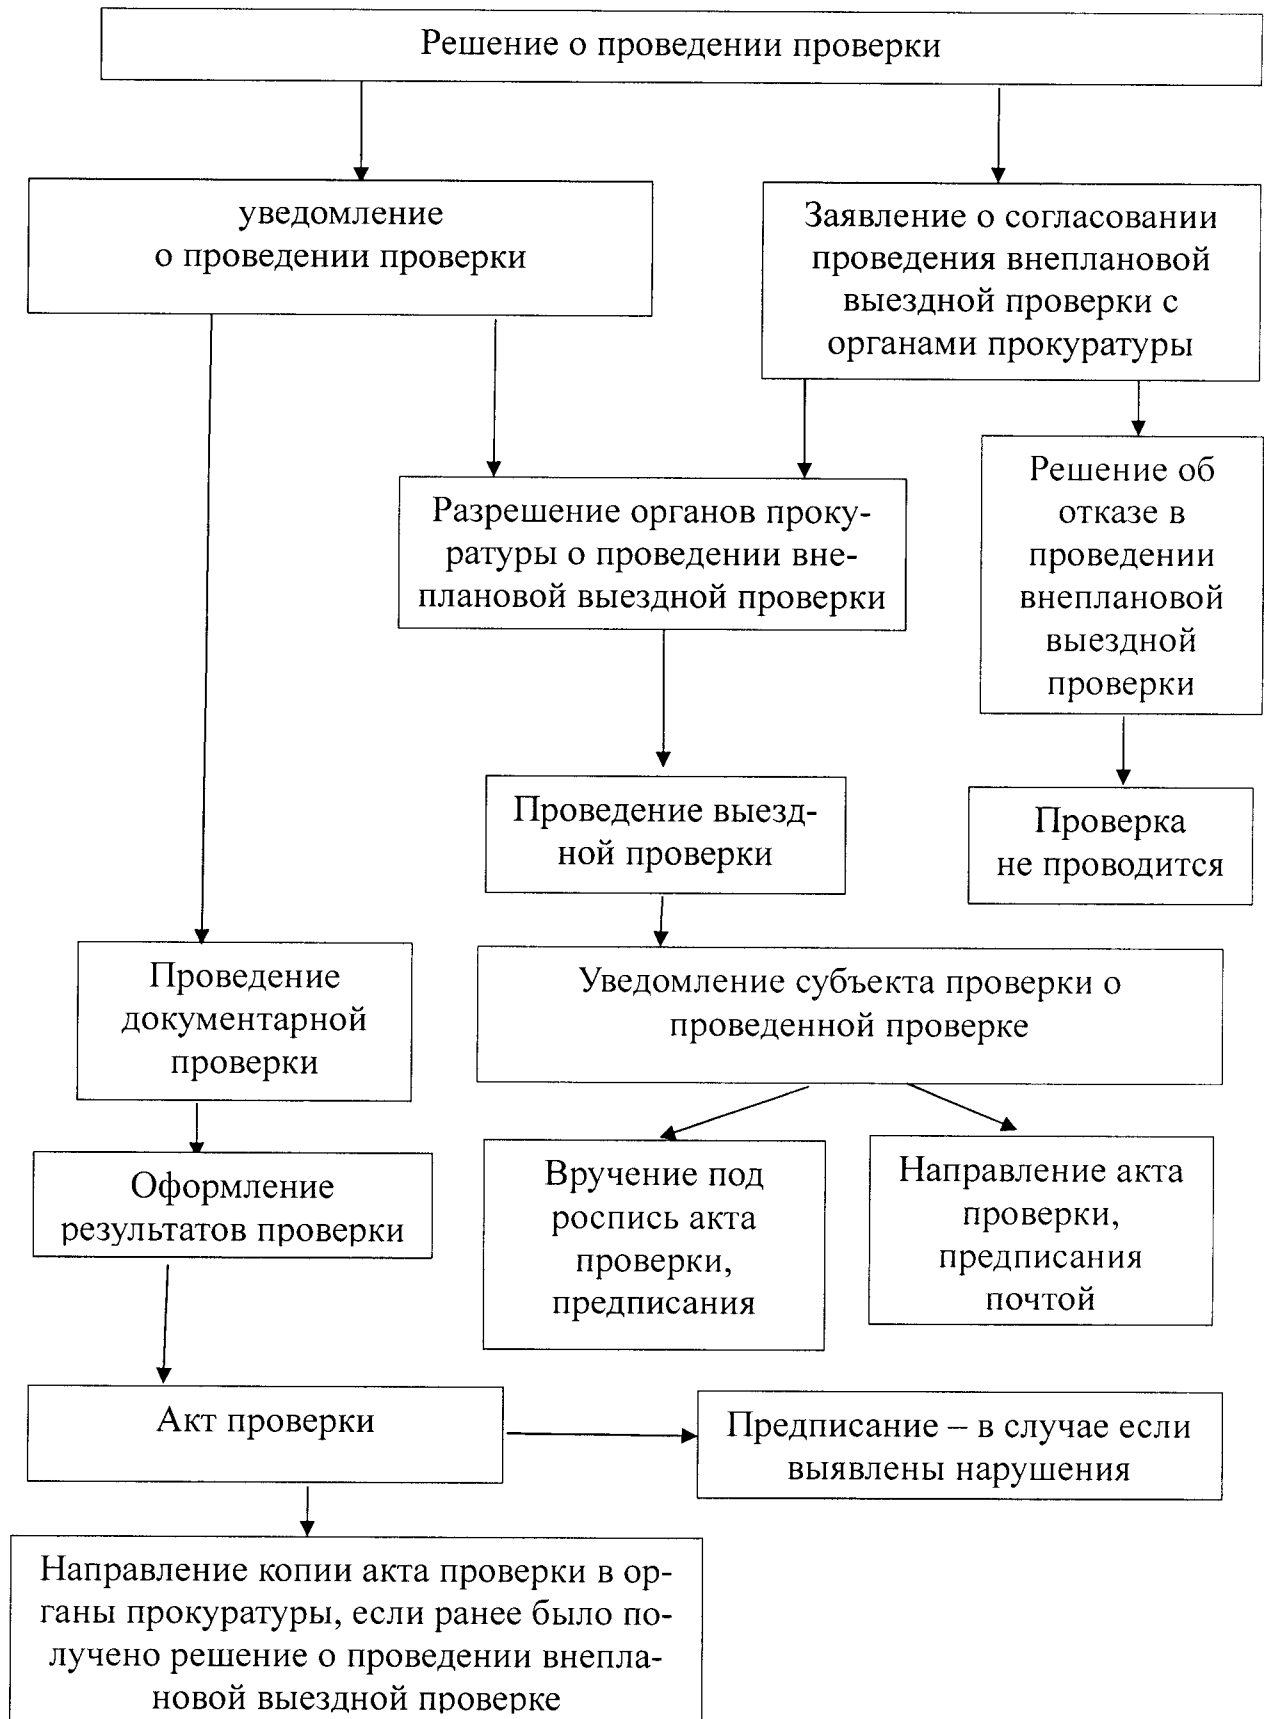 Решение о проведении проверки
уведомление
о проведении проверки
Заявление о согласовании
проведения внеплановой
выездной проверки с
органами прокуратуры
Разрешение органов проку-
ратуры о проведении вне-
плановой выездной проверки
Решение об
отказе в
проведении
внеплановой
выездной
проверки
Проведение выезд-
ной проверки
Проверка
не проводится
Проведение
документарной
проверки
Уведомление субъекта проверки о
проведенной проверке
Оформление
результатов проверки
Вручение под
роспись акта
проверки,
предписания
Направление акта
проверки,
предписания
почтой
Акт проверки
Предписание – в случае если
выявлены нарушения
Направление копии акта проверки в ор-
ганы прокуратуры, если ранее было по-
лучено решение о проведении внепла-
новой выездной проверке